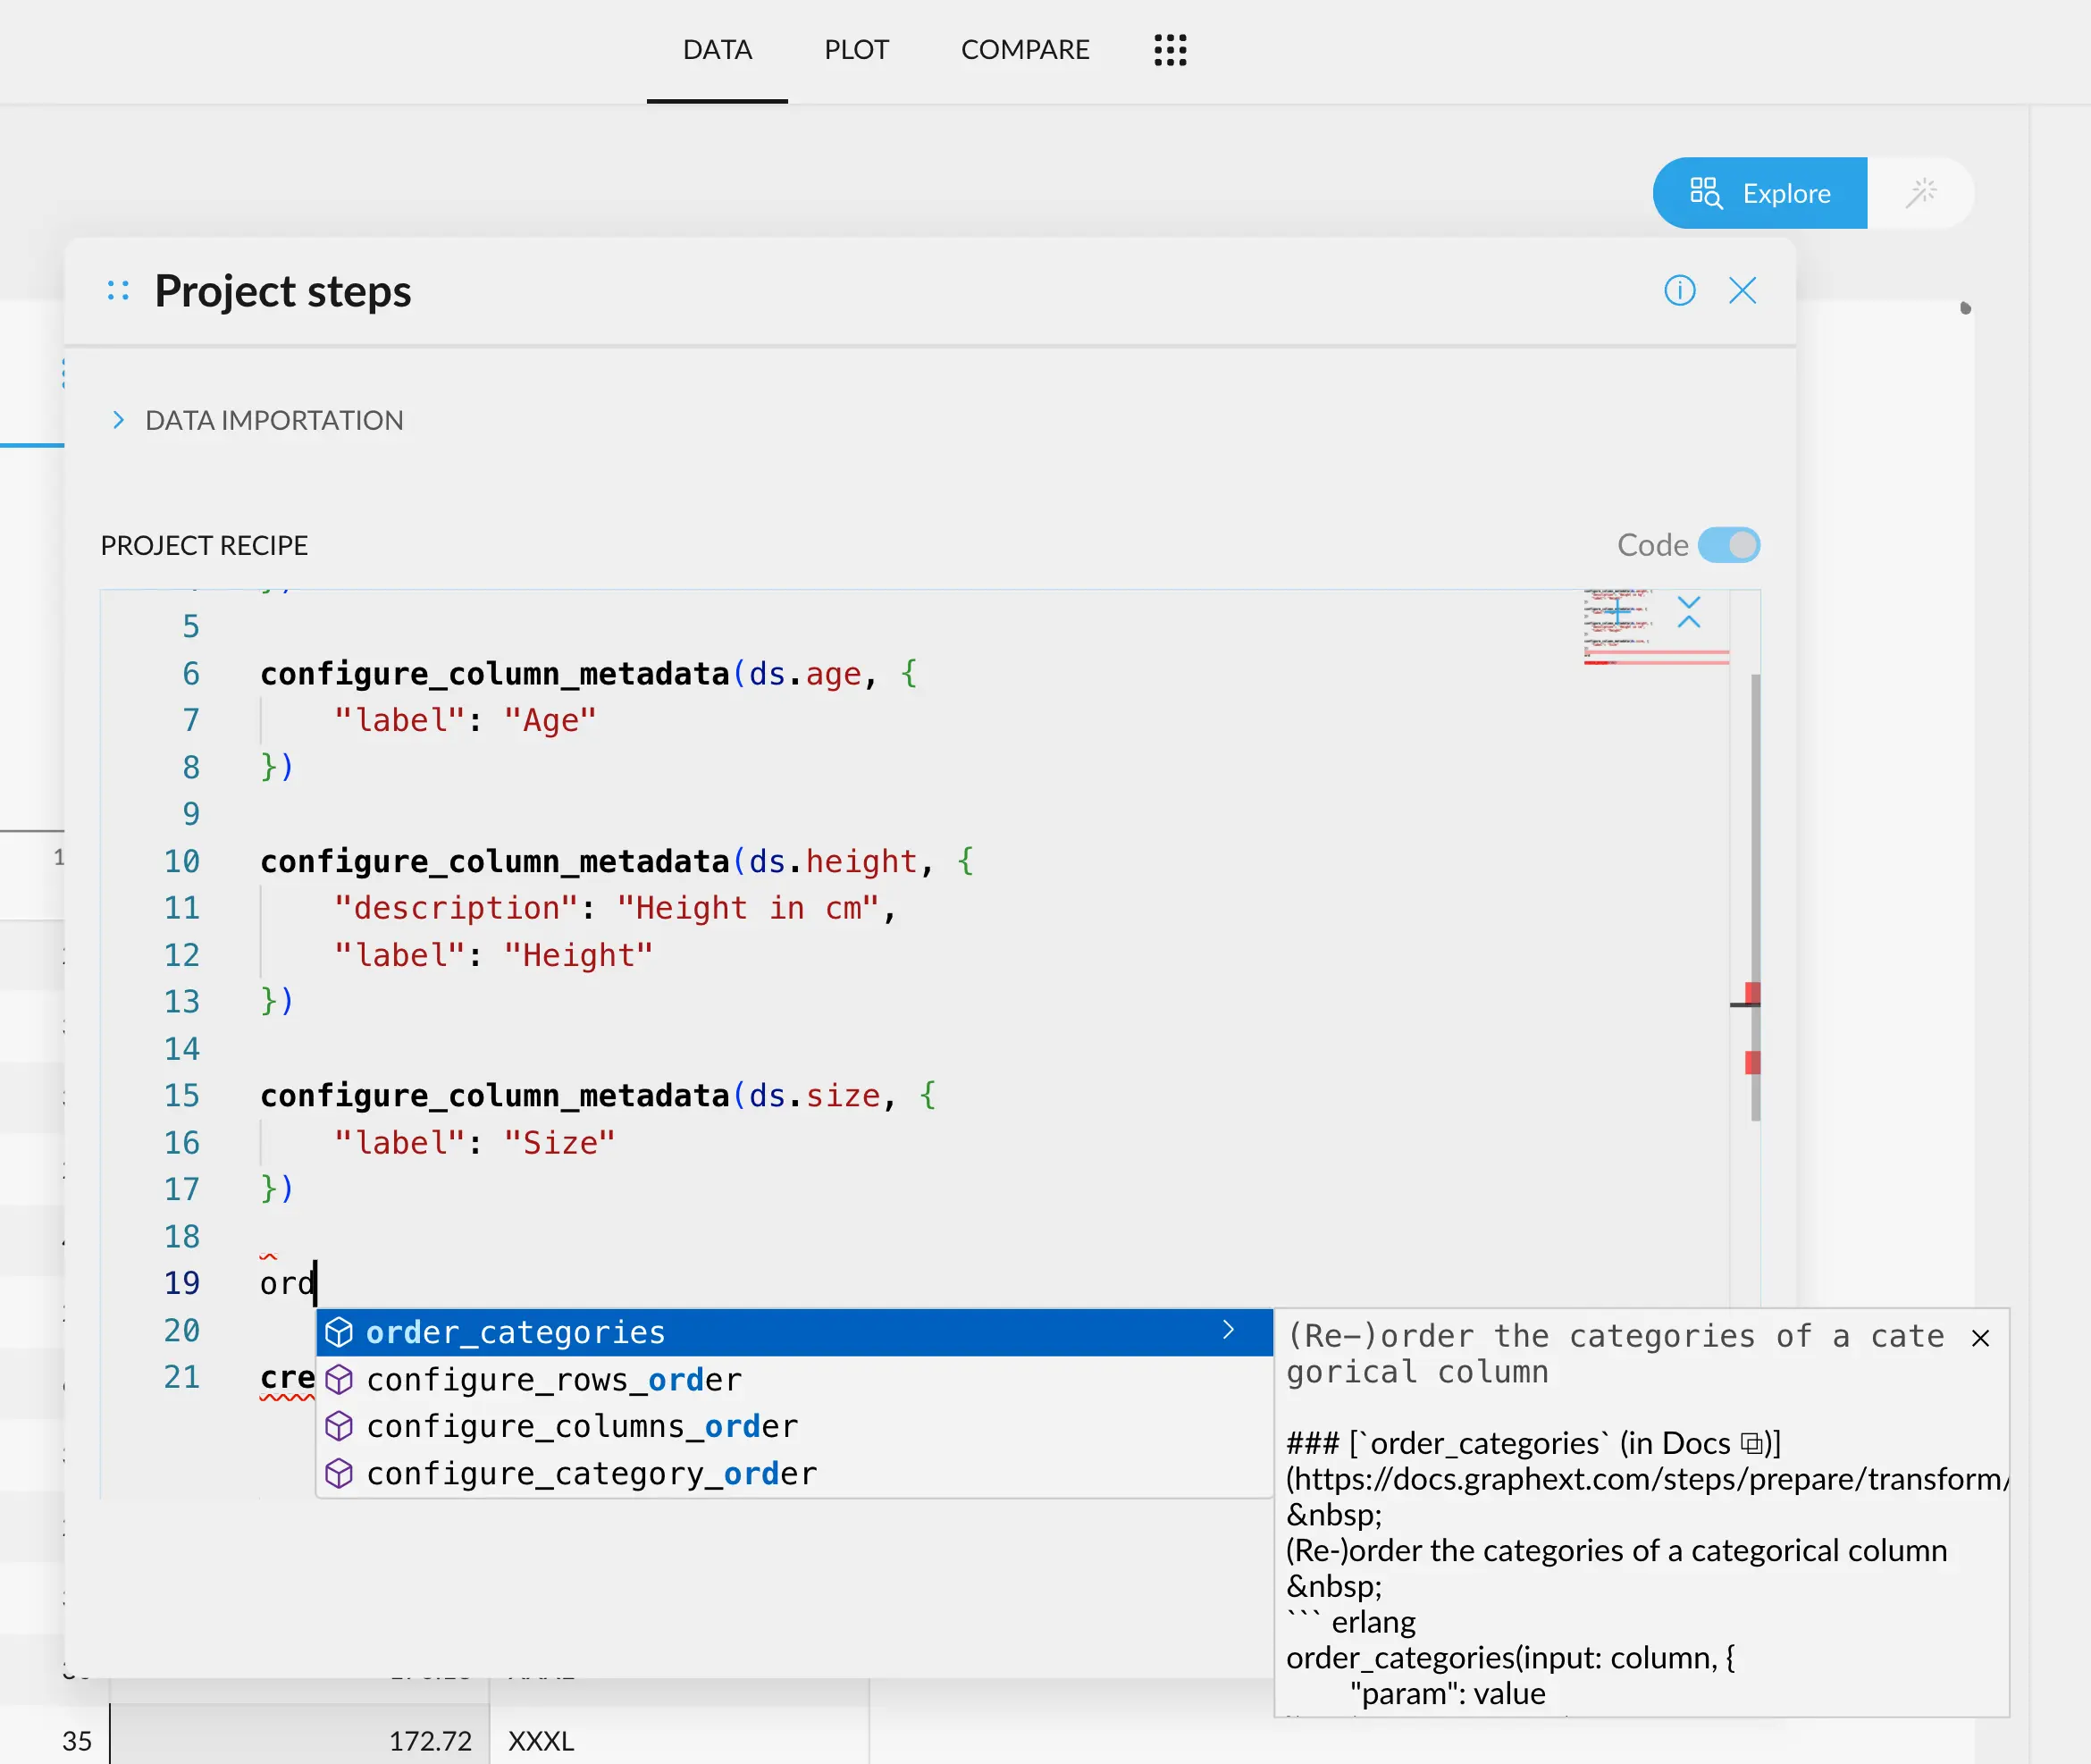 DATA PLOT COMPARE
Explore
Project steps
DATA IMPORTATION
PROJECT RECIPE
Code
5
6 configure_column_metadata(ds.age, {
7 "label": "Age"
8 })
9
10 configure_column_metadata(ds.height, {
11 "description": "Height in cm",
12 "label": "Height"
13 })
14
15 configure_column_metadata(ds.size, {
16 "label": "Size"
17 })
18
19 ord
20
21 cre
order_categories
configure_rows_order
configure_columns_order
configure_category_order
(Re-)order the categories of a cate
gorical column
### [`order_categories` (in Docs )]
(https://docs.graphext.com/steps/prepare/transform/
&nbsp;
(Re-)order the categories of a categorical column
&nbsp;
``` erlang
order_categories(input: column, {
"param": value
35 172.72 XXXL